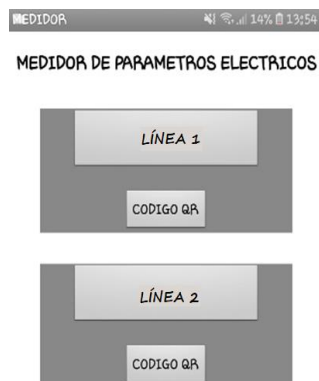 MEDIDOR 14% 13:54
MEDIDOR DE PARAMETROS ELECTRICOS
LÍNEA 1
CODIGO QR
LÍNEA 2
CODIGO QR